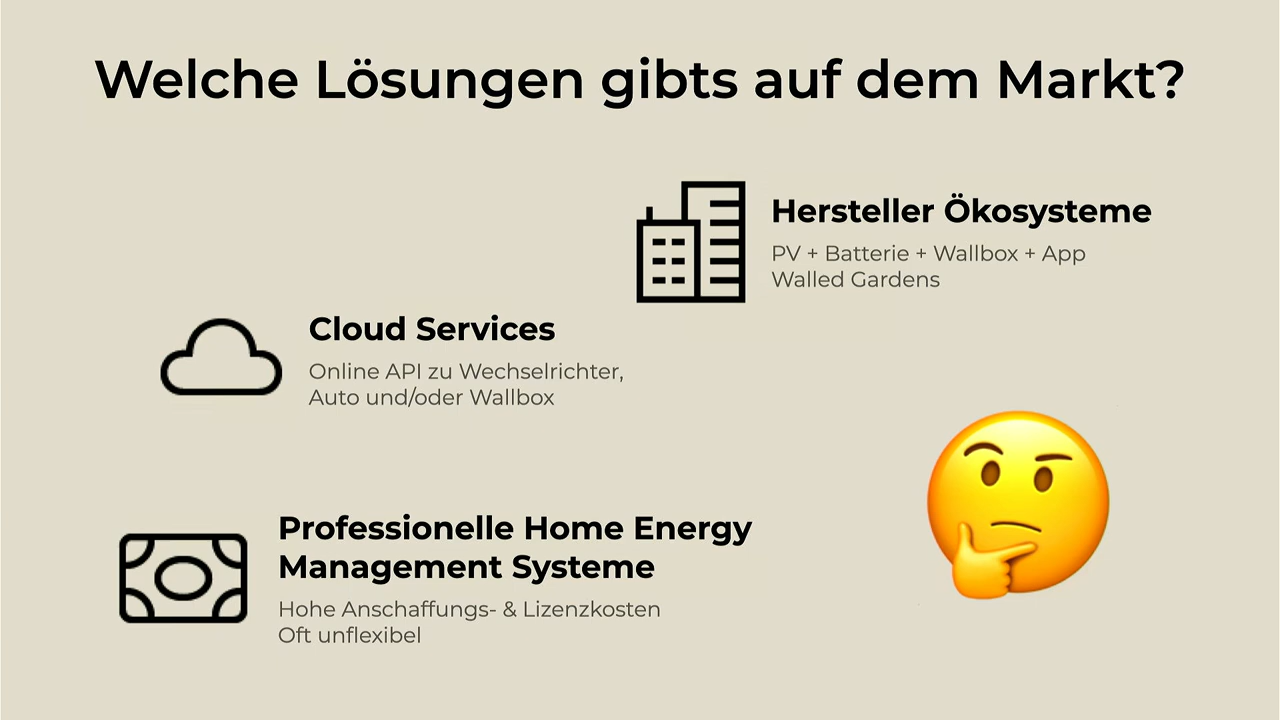 Welche Lösungen gibts auf dem Markt?
Hersteller Ökosysteme
PV + Batterie + Wallbox + App
Walled Gardens
Cloud Services
Online API zu Wechselrichter,
Auto und/oder Wallbox
Professionelle Home Energy
Management Systeme
Hohe Anschaffungs- & Lizenzkosten
Oft unflexibel